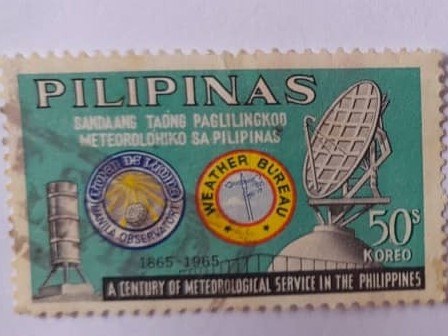 PILIPINAS
SANDAANG TAÓNG PAGLILINGKOD
METEOROLOHIKO SA PILIPINAS
MANILA OBSERVATORY
WEATHER BUREAU
50s
KOREO
1865-1965
A CENTURY OF METEOROLOGICAL SERVICE IN THE PHILIPPINES